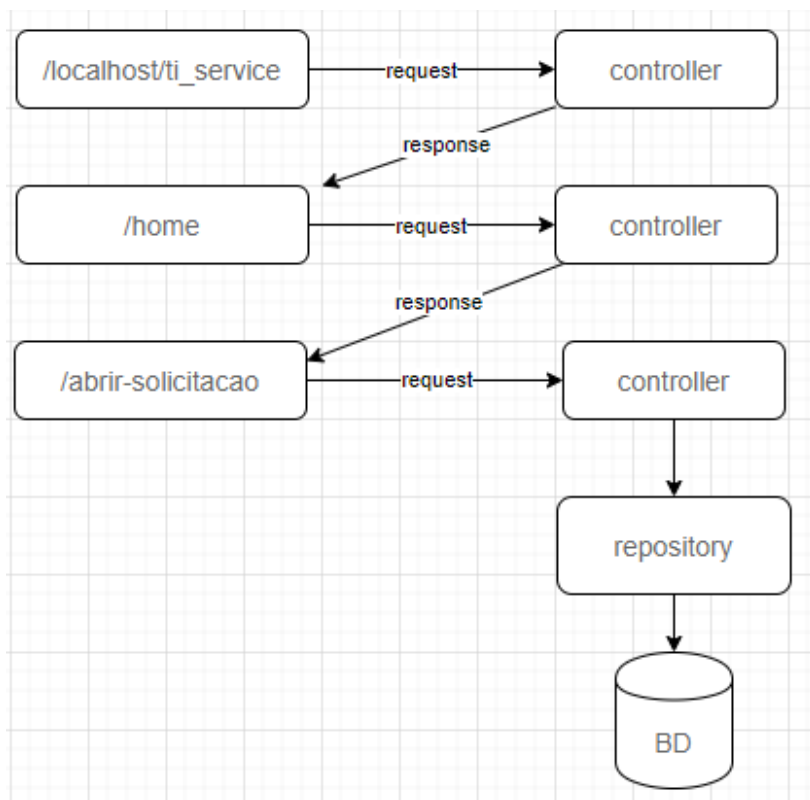 /localhost/ti_service
request
controller
response
/home
request
controller
response
/abrir-solicitacao
request
controller
repository
BD